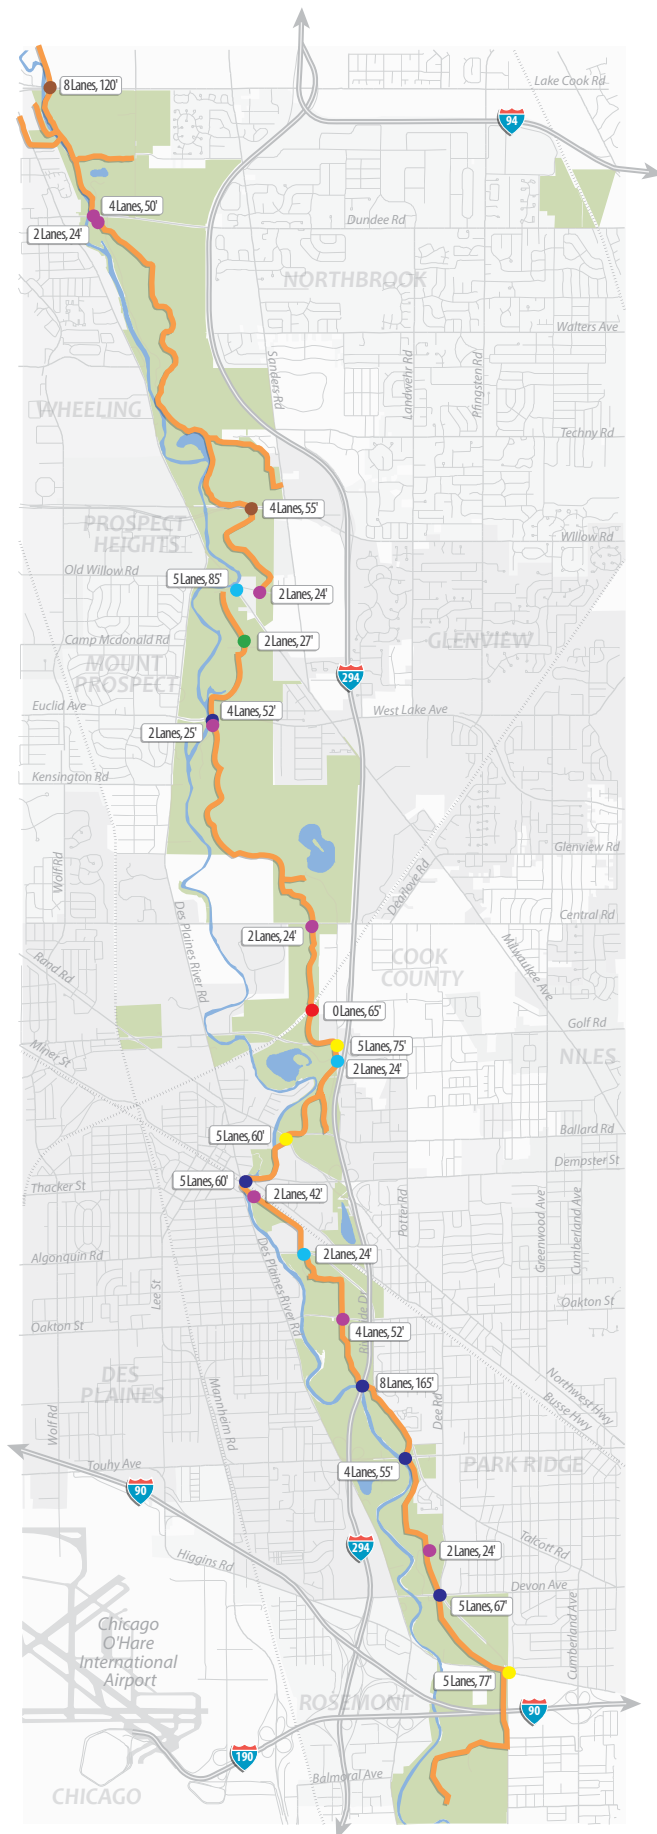 Lake Cook Rd
8 Lanes, 120'
94
4 Lanes, 50'
Dundee Rd
2 Lanes, 24'
NORTHBROOK
Walters Ave
Sanders Rd
Landwehr Rd
Pfingsten Rd
WHEELING
Techny Rd
4 Lanes, 55'
PROSPECT
HEIGHTS
Willow Rd
Old Willow Rd
5 Lanes, 85'
2 Lanes, 24'
Camp Mcdonald Rd
2 Lanes, 27'
GLENVIEW
MOUNT
PROSPECT
294
Euclid Ave
4 Lanes, 52'
West Lake Ave
2 Lanes, 25'
Kensington Rd
Glenview Rd
Wolf Rd
Dearlove Rd
Central Rd
Des Plaines River Rd
2 Lanes, 24'
Rand Rd
COOK
COUNTY
Milwaukee Ave
0 Lanes, 65'
Golf Rd
Miner St
5 Lanes, 75'
NILES
2 Lanes, 24'
Ballard Rd
5 Lanes, 60'
Dempster St
Thacker St
5 Lanes, 60'
2 Lanes, 42'
Potter Rd
Greenwood Ave
Cumberland Ave
Algonquin Rd
Des Plaines River Rd
2 Lanes, 24'
Lee St
Oakton St
Oakton St
4 Lanes, 52'
DES
PLAINES
8 Lanes, 165'
Northwest Hwy
Busse Hwy
Wolf Rd
Mannheim Rd
Dee Rd
Touhy Ave
4 Lanes, 55'
PARK RIDGE
90
294
2 Lanes, 24'
Talcott Rd
Higgins Rd
Devon Ave
5 Lanes, 67'
Chicago
O'Hare
International
Airport
Cumberland Ave
5 Lanes, 77'
ROSEMONT
90
190
Balmoral Ave
CHICAGO